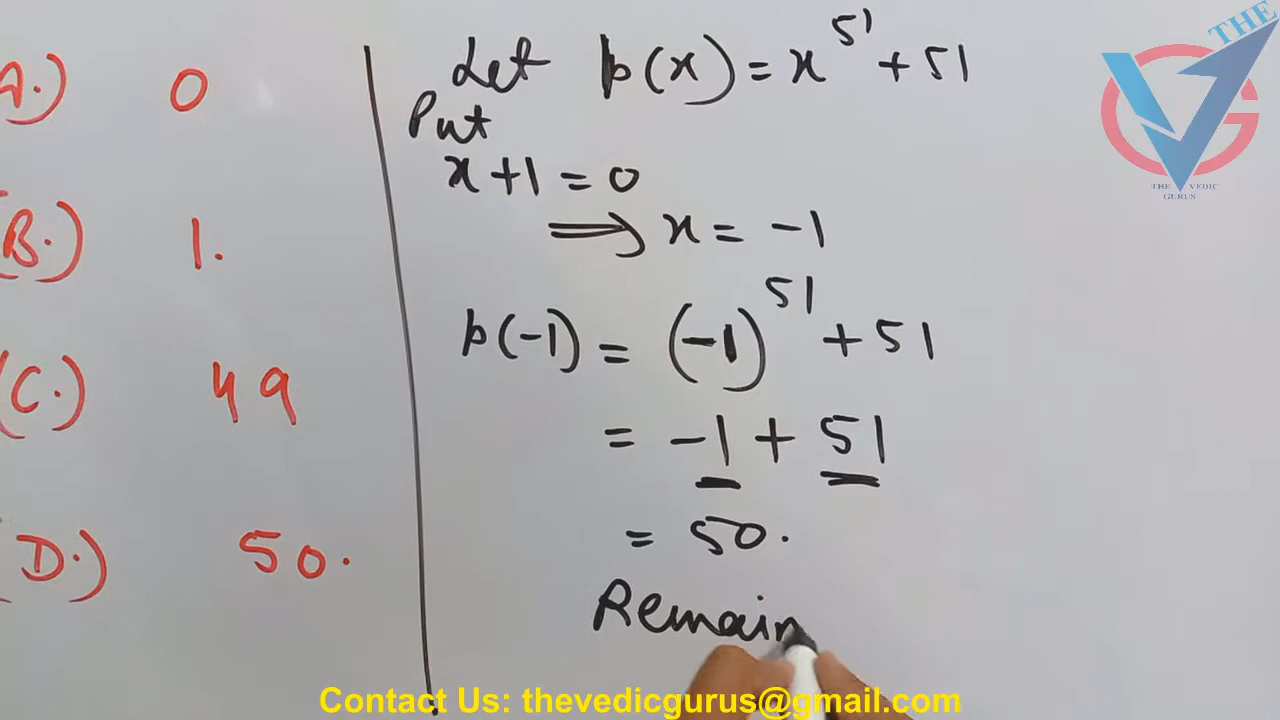 A.) 0
(B.) 1.
(C.) 49
(D.) 50.
Let p(x) = x^51 + 51
Put
x + 1 = 0
⟹ x = -1
p(-1) = (-1)^51 + 51
= -1 + 51
= 50.
Remain
THE
VG
THE VEDIC
GURUS
Contact Us: thevedicgurus@gmail.com